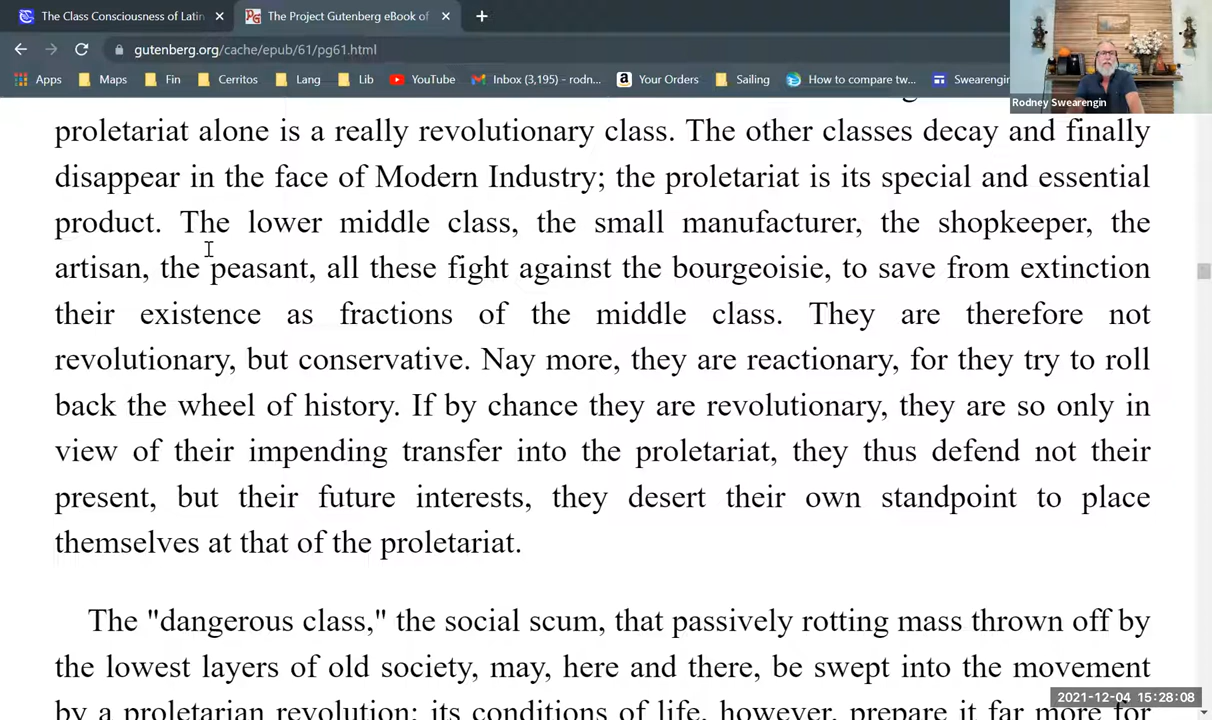 The Class Consciousness of Latin
The Project Gutenberg eBook of
gutenberg.org/cache/epub/61/pg61.html
Apps Maps Fin Cerritos Lang Lib YouTube Inbox (3,195) - rodn... Your Orders Sailing How to compare tw... Swearengin
Rodney Swearengin
proletariat alone is a really revolutionary class. The other classes decay and finally
disappear in the face of Modern Industry; the proletariat is its special and essential
product. The lower middle class, the small manufacturer, the shopkeeper, the
artisan, the peasant, all these fight against the bourgeoisie, to save from extinction
their existence as fractions of the middle class. They are therefore not
revolutionary, but conservative. Nay more, they are reactionary, for they try to roll
back the wheel of history. If by chance they are revolutionary, they are so only in
view of their impending transfer into the proletariat, they thus defend not their
present, but their future interests, they desert their own standpoint to place
themselves at that of the proletariat.
The "dangerous class," the social scum, that passively rotting mass thrown off by
the lowest layers of old society, may, here and there, be swept into the movement
by a proletarian revolution; its conditions of life, however, prepare it far more for
2021-12-04 15:28:08